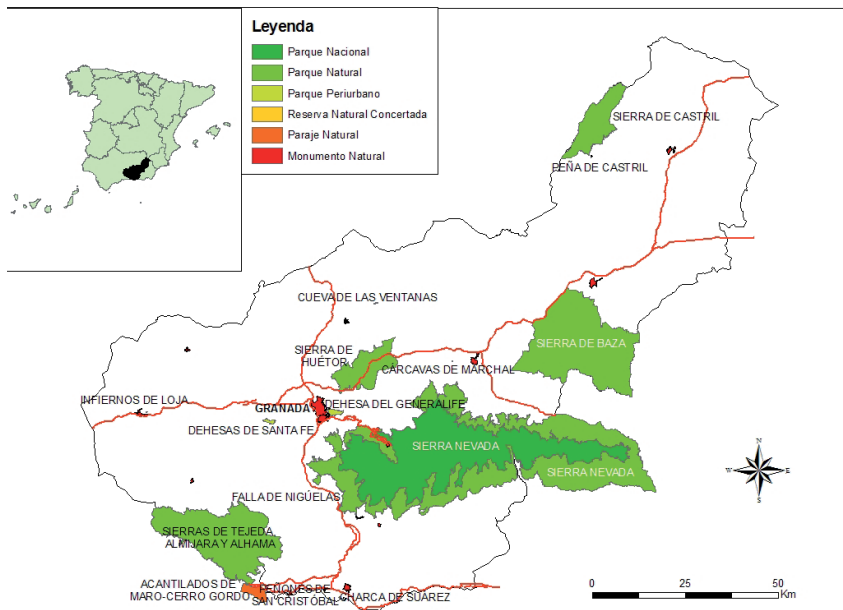 Leyenda
Parque Nacional
Parque Natural
Parque Periurbano
Reserva Natural Concertada
Paraje Natural
Monumento Natural
SIERRA DE CASTRIL
PEÑA DE CASTRIL
CUEVA DE LAS VENTANAS
SIERRA DE
HUÉTOR
SIERRA DE BAZA
CÁRCAVAS DE MARCHAL
INFIERNOS DE LOJA
GRANADA
DEHESA DEL GENERALIFE
DEHESAS DE SANTA FE
SIERRA NEVADA
SIERRA NEVADA
FALLA DE NIGÜELAS
SIERRAS DE TEJEDA
ALMIJARA Y ALHAMA
ACANTILADOS DE
MARO-CERRO GORDO
PEÑONES DE
SAN CRISTÓBAL
CHARCA DE SUÁREZ
N
W E
S
0 25 50
Km